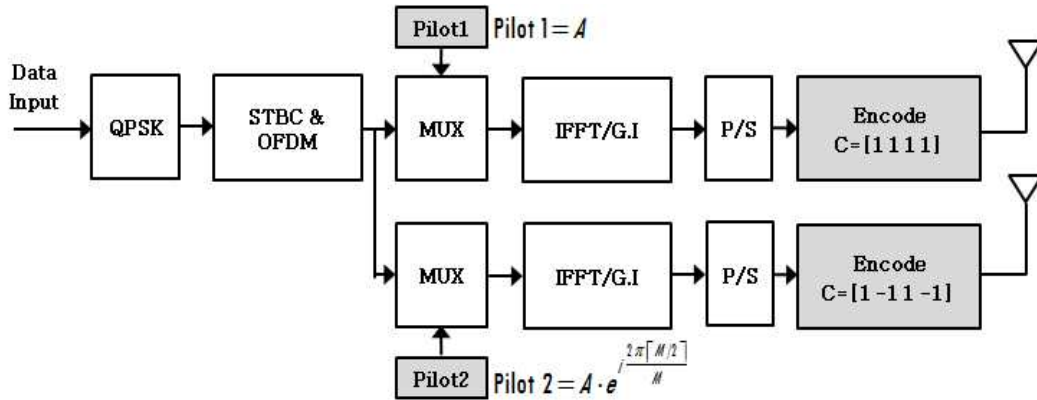 Pilot1 Pilot 1 = A
Data
Input
QPSK
STBC &
OFDM
MUX
IFFT/G.I
P/S
Encode
C=[1 1 1 1]
MUX
IFFT/G.I
P/S
Encode
C=[1 -1 1 -1]
Pilot2 Pilot 2 = A · e^{i 2π⌈M/2⌉/M}